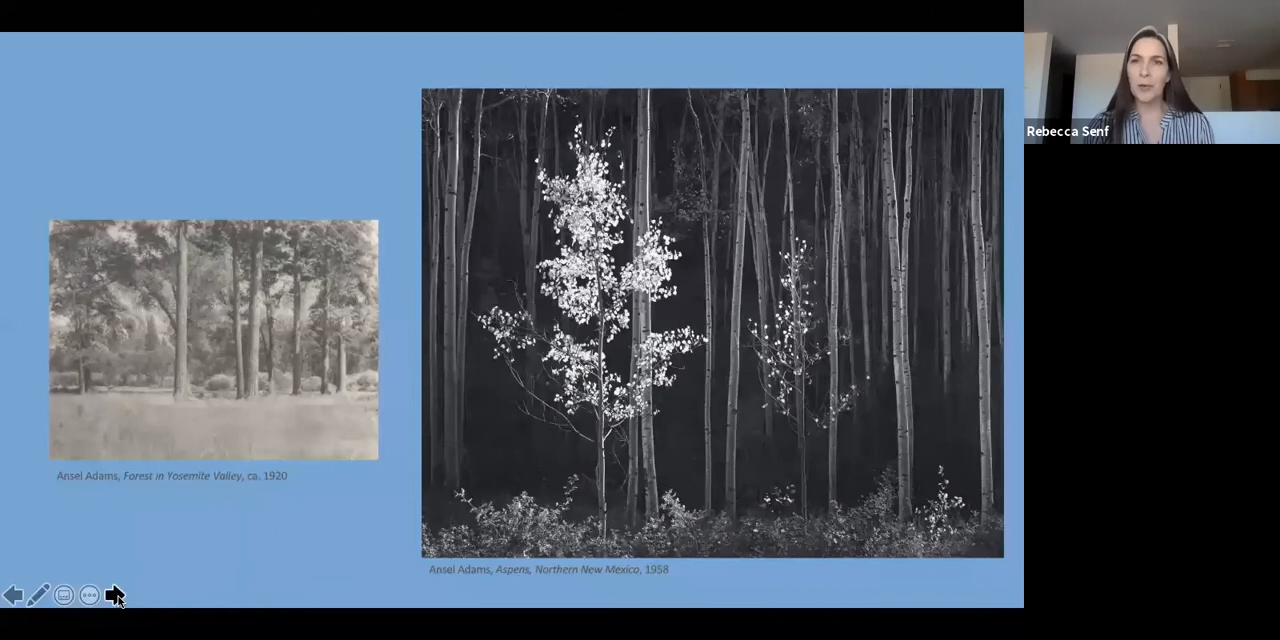 Rebecca Senf
Ansel Adams, Forest in Yosemite Valley, ca. 1920
Ansel Adams, Aspens, Northern New Mexico, 1958